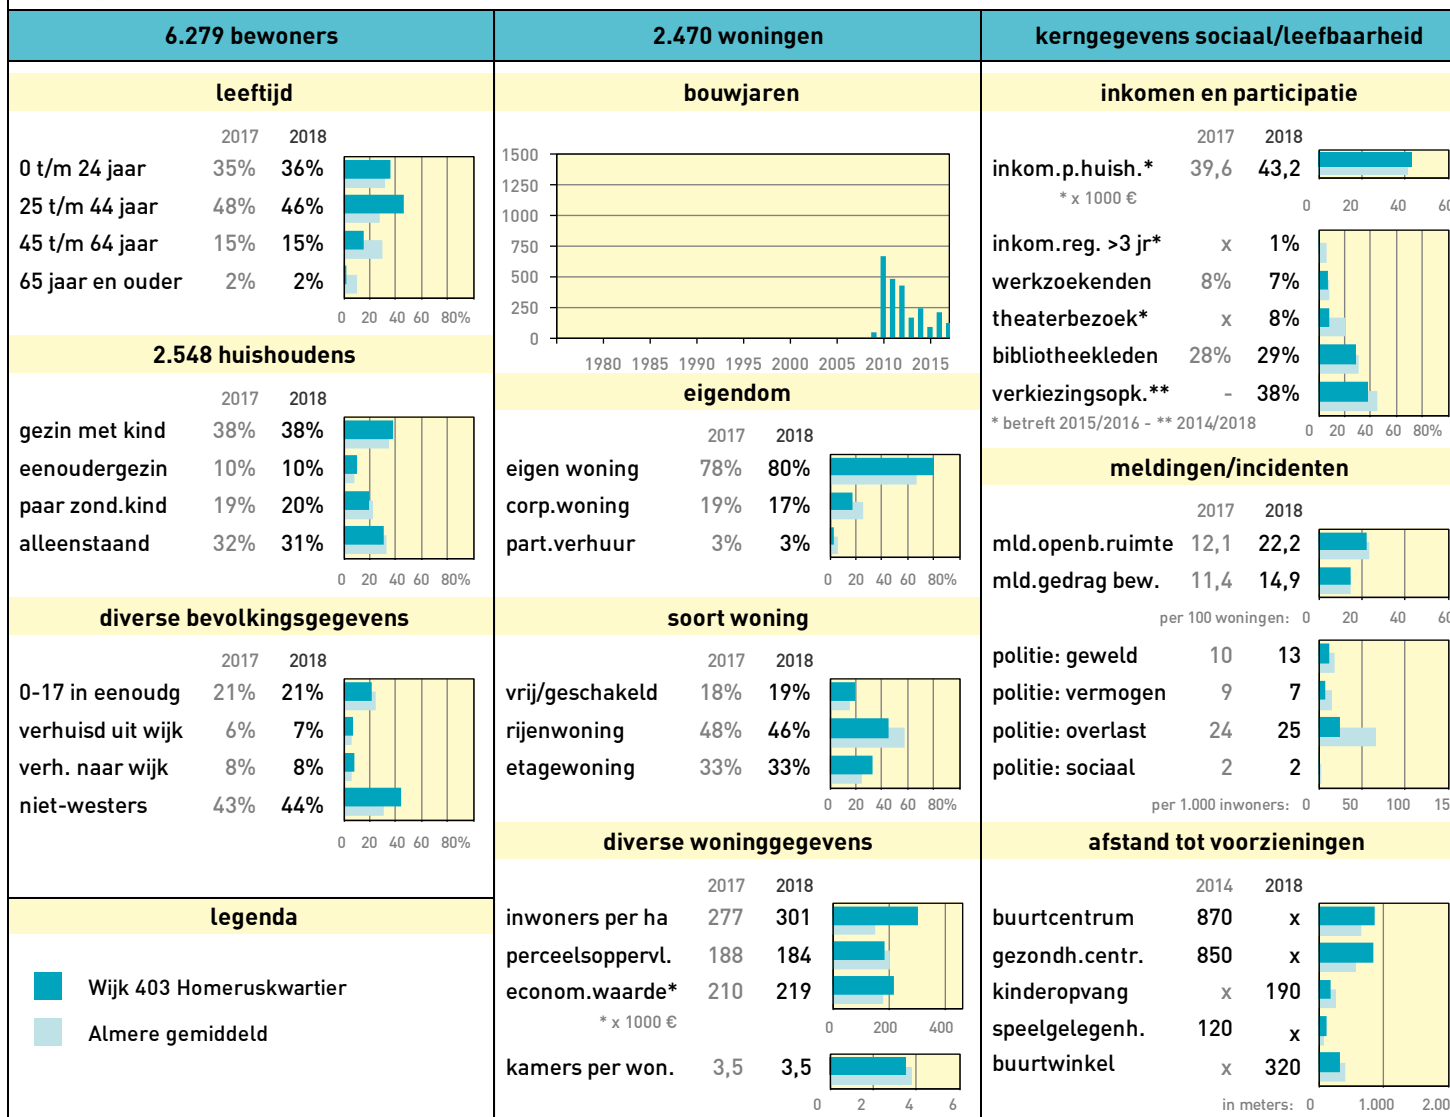 6.279 bewoners
leeftijd
2017 2018
0 t/m 24 jaar 35% 36%
25 t/m 44 jaar 48% 46%
45 t/m 64 jaar 15% 15%
65 jaar en ouder 2% 2%
0 20 40 60 80%
2.548 huishoudens
2017 2018
gezin met kind 38% 38%
eenoudergezin 10% 10%
paar zond.kind 19% 20%
alleenstaand 32% 31%
0 20 40 60 80%
diverse bevolkingsgegevens
2017 2018
0-17 in eenoudg 21% 21%
verhuisd uit wijk 6% 7%
verh. naar wijk 8% 8%
niet-westers 43% 44%
0 20 40 60 80%
legenda
Wijk 403 Homeruskwartier
Almere gemiddeld
2.470 woningen
bouwjaren
1500
1250
1000
750
500
250
0
1980 1985 1990 1995 2000 2005 2010 2015
eigendom
2017 2018
eigen woning 78% 80%
corp.woning 19% 17%
part.verhuur 3% 3%
0 20 40 60 80%
soort woning
2017 2018
vrij/geschakeld 18% 19%
rijenwoning 48% 46%
etagewoning 33% 33%
0 20 40 60 80%
diverse woninggegevens
2017 2018
inwoners per ha 277 301
perceelsoppervl. 188 184
econom.waarde* 210 219
* x 1000 €
0 200 400
kamers per won. 3,5 3,5
0 2 4 6
kerngegevens sociaal/leefbaarheid
inkomen en participatie
2017 2018
inkom.p.huish.* 39,6 43,2
* x 1000 €
0 20 40 60
inkom.reg. >3 jr* x 1%
werkzoekenden 8% 7%
theaterbezoek* x 8%
bibliotheekleden 28% 29%
verkiezingsopk.** - 38%
* betreft 2015/2016 - ** 2014/2018
0 20 40 60 80%
meldingen/incidenten
2017 2018
mld.openb.ruimte 12,1 22,2
mld.gedrag bew. 11,4 14,9
per 100 woningen: 0 20 40 60
politie: geweld 10 13
politie: vermogen 9 7
politie: overlast 24 25
politie: sociaal 2 2
per 1.000 inwoners: 0 50 100 15
afstand tot voorzieningen
2014 2018
buurtcentrum 870 x
gezondh.centr. 850 x
kinderopvang x 190
speelgelegenh. 120 x
buurtwinkel x 320
in meters: 0 1.000 2.00